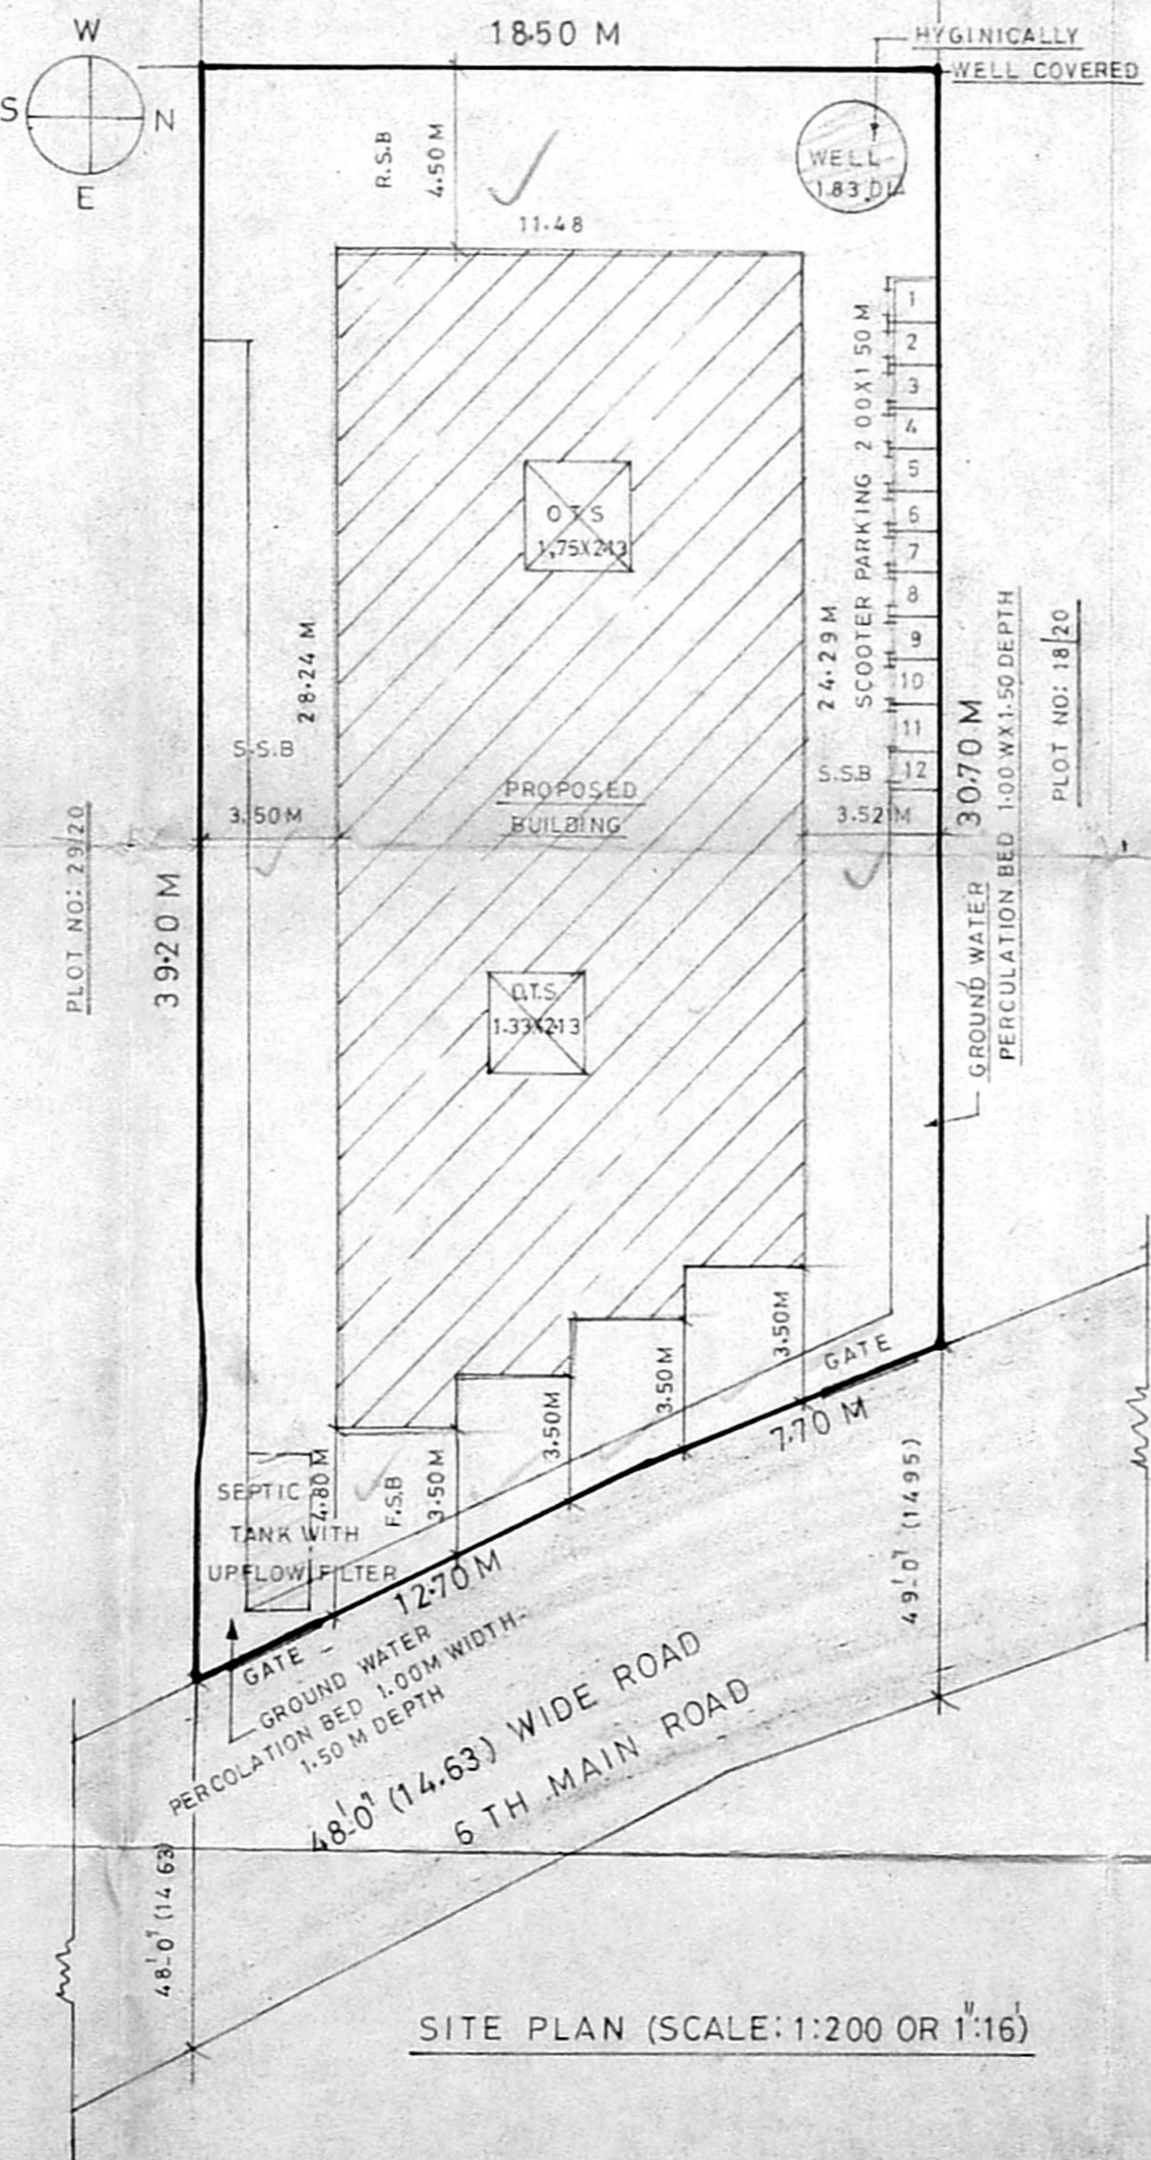 W
S
N
E
18.50 M
HYGINICALLY
WELL COVERED
R.S.B
4.50 M
WELL
1.83 DI
11.48
1
2
3
4
5
6
7
8
9
10
11
12
SCOOTER PARKING 2 00X1 50 M
O T S
1.75X2.13
28.24 M
24.29 M
S.S.B
3.50 M
PROPOSED
BUILDING
S.S.B
3.52 M
30.70 M
PLOT NO: 18/20
PLOT NO: 29/20
39.20 M
GROUND WATER
PERCULATION BED 1.00 WX1.50 DEPTH
O.T.S
1.33X2.13
3.50M
3.50 M
3.50M
3.50 M
F.S.B
4.80 M
GATE
7.70 M
SEPTIC
TANK WITH
UPFLOW FILTER
12.70 M
GATE
GROUND WATER
PERCOLATION BED 1.00M WIDTH
1.50 M DEPTH
48'.0" (14.63) WIDE ROAD
6 TH MAIN ROAD
49'.0" (14.95)
48'.0" (14 63)
SITE PLAN (SCALE: 1:200 OR 1":16')